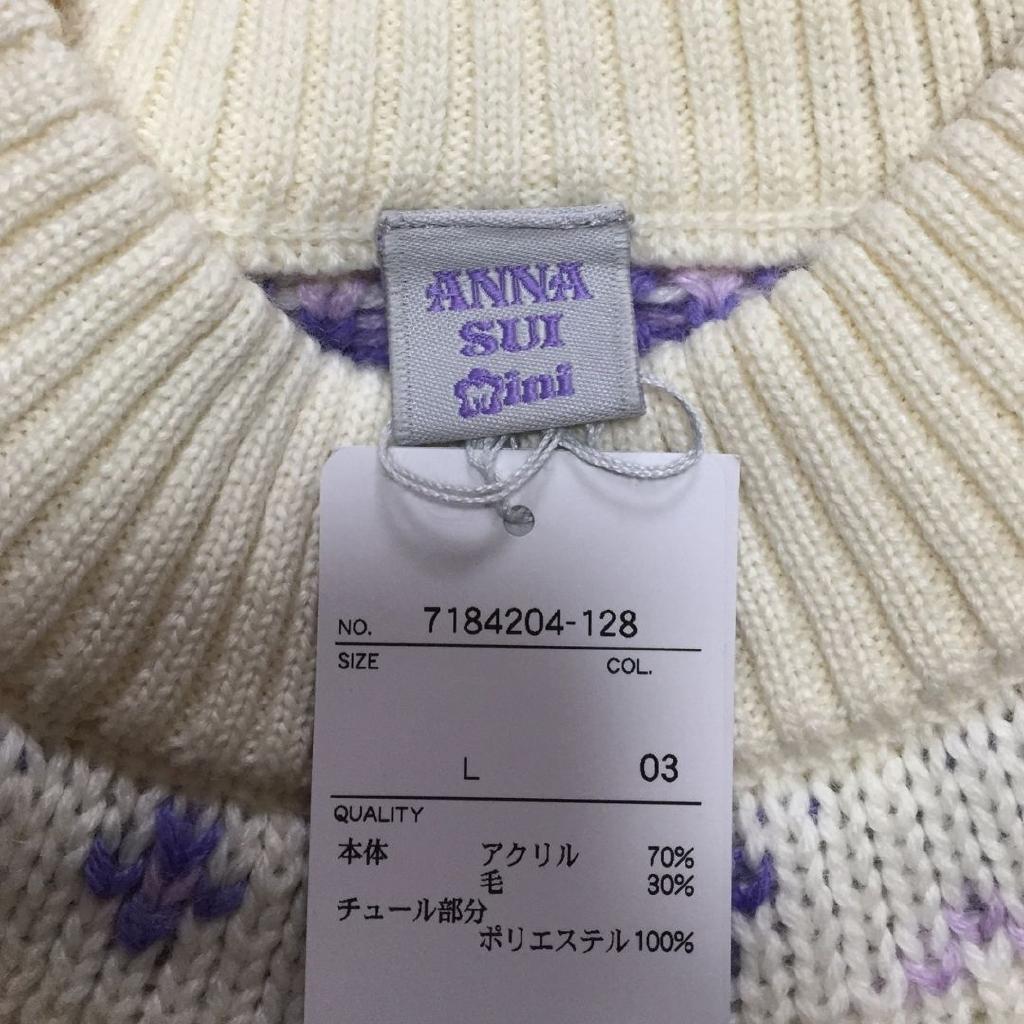 ANNA
SUI
mini
NO. 7184204-128
SIZE COL.
L 03
QUALITY
本体 アクリル 70%
毛 30%
チュール部分
ポリエステル100%